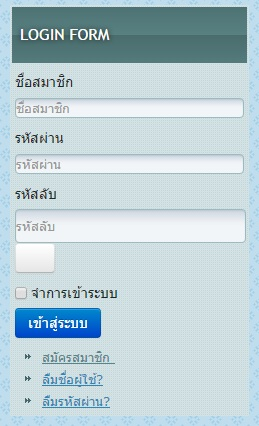 LOGIN FORM
ชื่อสมาชิก
ชื่อสมาชิก
รหัสผ่าน
รหัสผ่าน
รหัสลับ
รหัสลับ
จำการเข้าระบบ
เข้าสู่ระบบ
สมัครสมาชิก
ลืมชื่อผู้ใช้?
ลืมรหัสผ่าน?